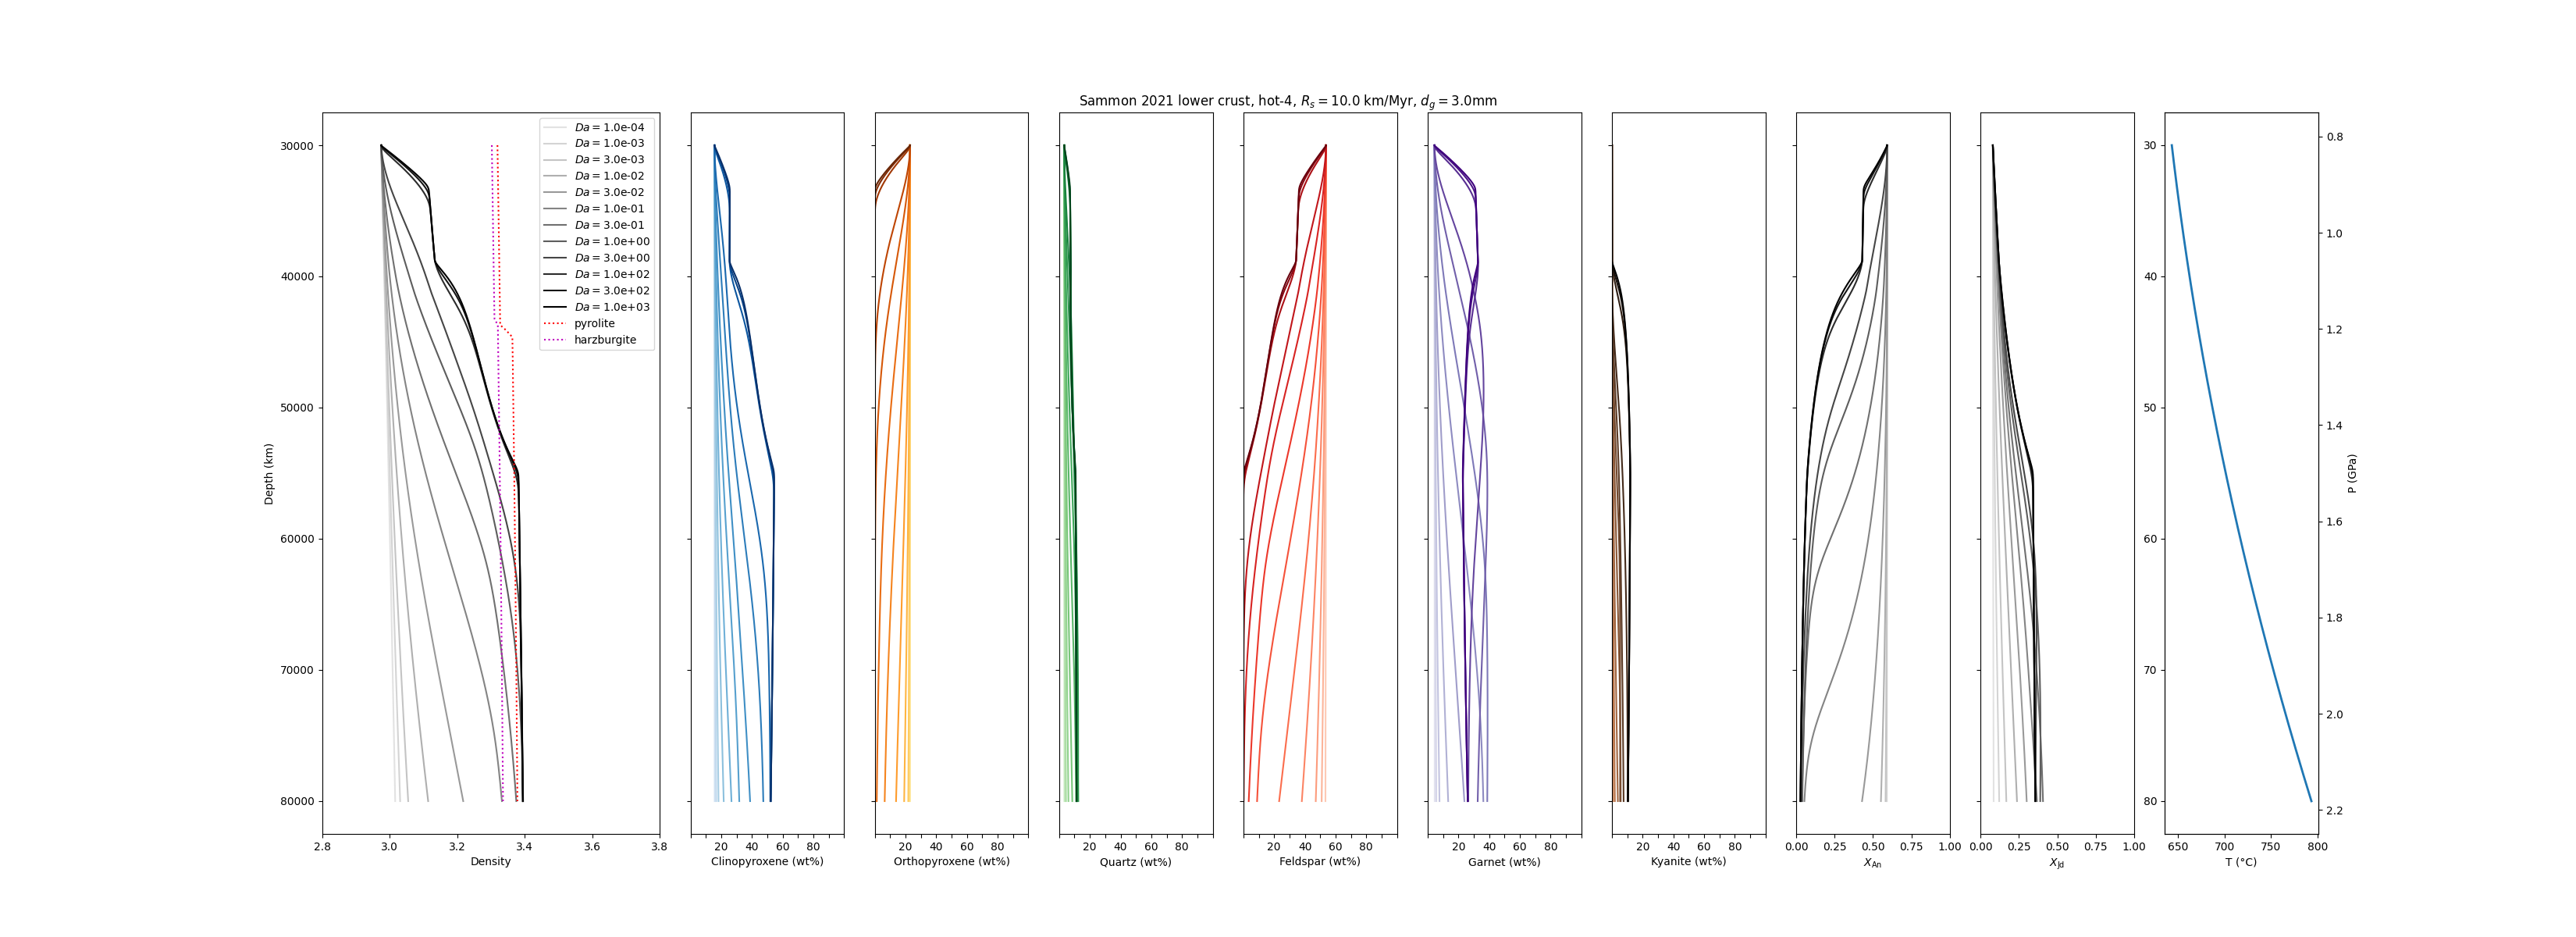 Sammon 2021 lower crust, hot-4, R_s = 10.0 km/Myr, d_g = 3.0mm
Da = 1.0e-04
Da = 1.0e-03
Da = 3.0e-03
Da = 1.0e-02
Da = 3.0e-02
Da = 1.0e-01
Da = 3.0e-01
Da = 1.0e+00
Da = 3.0e+00
Da = 1.0e+02
Da = 3.0e+02
Da = 1.0e+03
pyrolite
harzburgite
Depth (km)
30000
40000
50000
60000
70000
80000
2.8 3.0 3.2 3.4 3.6 3.8
Density
20 40 60 80
Clinopyroxene (wt%)
20 40 60 80
Orthopyroxene (wt%)
20 40 60 80
Quartz (wt%)
20 40 60 80
Feldspar (wt%)
20 40 60 80
Garnet (wt%)
20 40 60 80
Kyanite (wt%)
0.00 0.25 0.50 0.75 1.00
X_An
0.00 0.25 0.50 0.75 1.00
X_Jd
30
40
50
60
70
80
650 700 750 800
T (°C)
0.8
1.0
1.2
1.4
1.6
1.8
2.0
2.2
P (GPa)